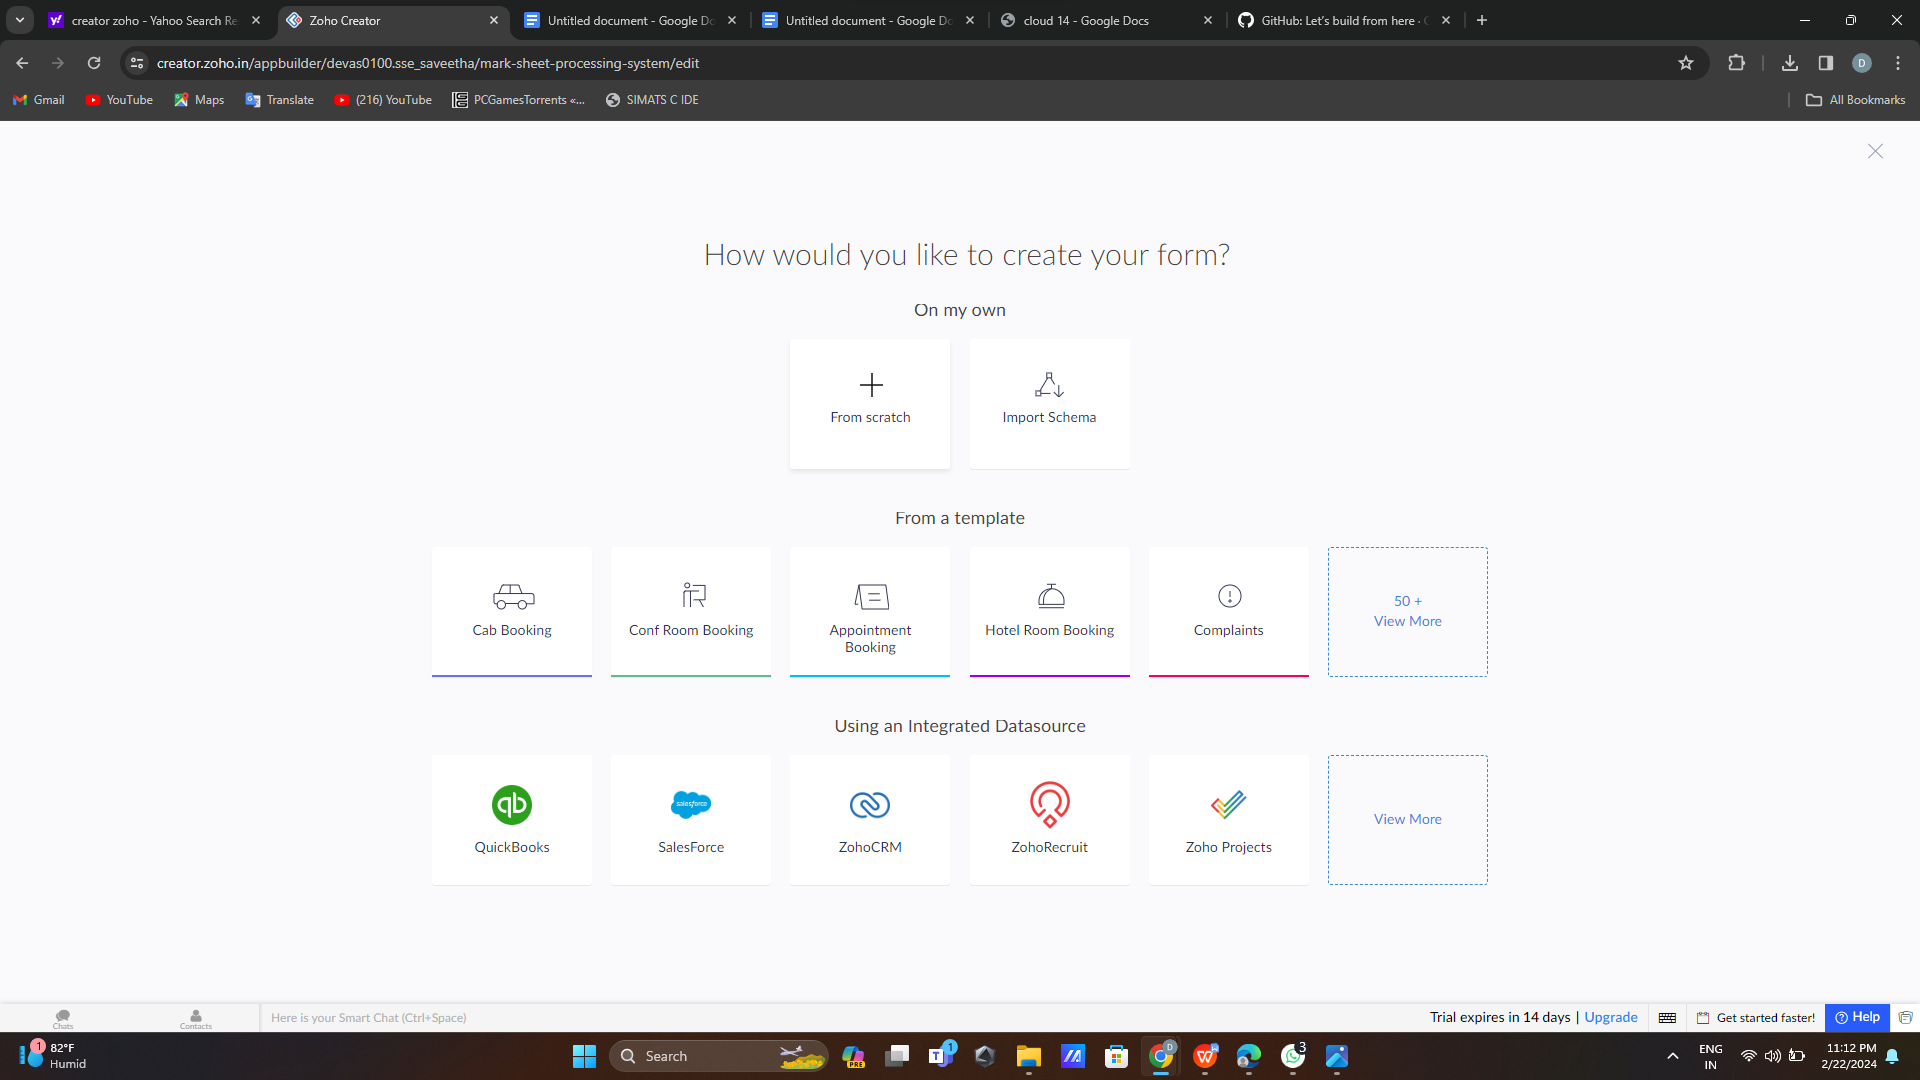 creator zoho - Yahoo Search Re
Zoho Creator
Untitled document - Google Do
Untitled document - Google Do
cloud 14 - Google Docs
GitHub: Let's build from here ·
creator.zoho.in/appbuilder/devas0100.sse_saveetha/mark-sheet-processing-system/edit
D
Gmail
YouTube
Maps
Translate
(216) YouTube
PCGamesTorrents «...
SIMATS C IDE
All Bookmarks
How would you like to create your form?
On my own
From scratch
Import Schema
From a template
Cab Booking
Conf Room Booking
Appointment
Booking
Hotel Room Booking
Complaints
50 +
View More
Using an Integrated Datasource
qb
QuickBooks
salesforce
SalesForce
ZohoCRM
ZohoRecruit
Zoho Projects
View More
Chats
Contacts
Here is your Smart Chat (Ctrl+Space)
Trial expires in 14 days | Upgrade
Get started faster!
Help
1
82°F
Humid
Search
PRE
T
1
D
W
3
ENG
IN
11:12 PM
2/22/2024